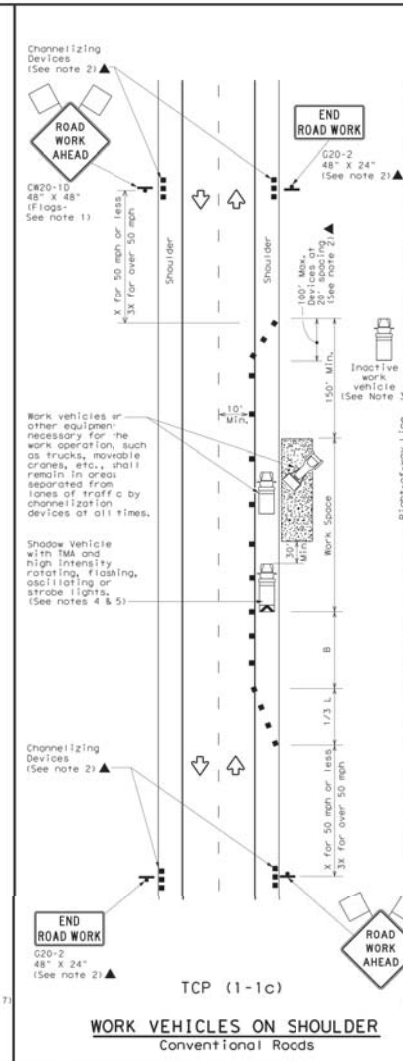 Channelizing
Devices
(See note 2)▲
ROAD
WORK
AHEAD
CW20-1D
48" X 48"
(Flags-
See note 1)
X for 50 mph or less
3X for over 50 mph
Shoulder
Shoulder
END
ROAD WORK
G20-2
48" X 24"
(See note 2)▲
100' Max.
Devices at
20' spacing
(See note 2)▲
150' Min.
Inactive
work
vehicle
(See Note
10'
Min.
Work vehicles or
other equipment
necessary for the
work operation, such
as trucks, moveable
cranes, etc., shall
remain in areas
separated from
lanes of traffic by
channelization
devices at all times.
Shadow Vehicle
with TMA and
high intensity
rotating, flashing,
oscillating or
strobe lights.
(See notes 4 & 5)
30'
Min.
Work Space
B
1/3 L
Channelizing
Devices
(See note 2)▲
X for 50 mph or less
3X for over 50 mph
END
ROAD WORK
G20-2
48" X 24"
(See note 2)▲
ROAD
WORK
AHEAD
7)
TCP (1-1c)
WORK VEHICLES ON SHOULDER
Conventional Roads